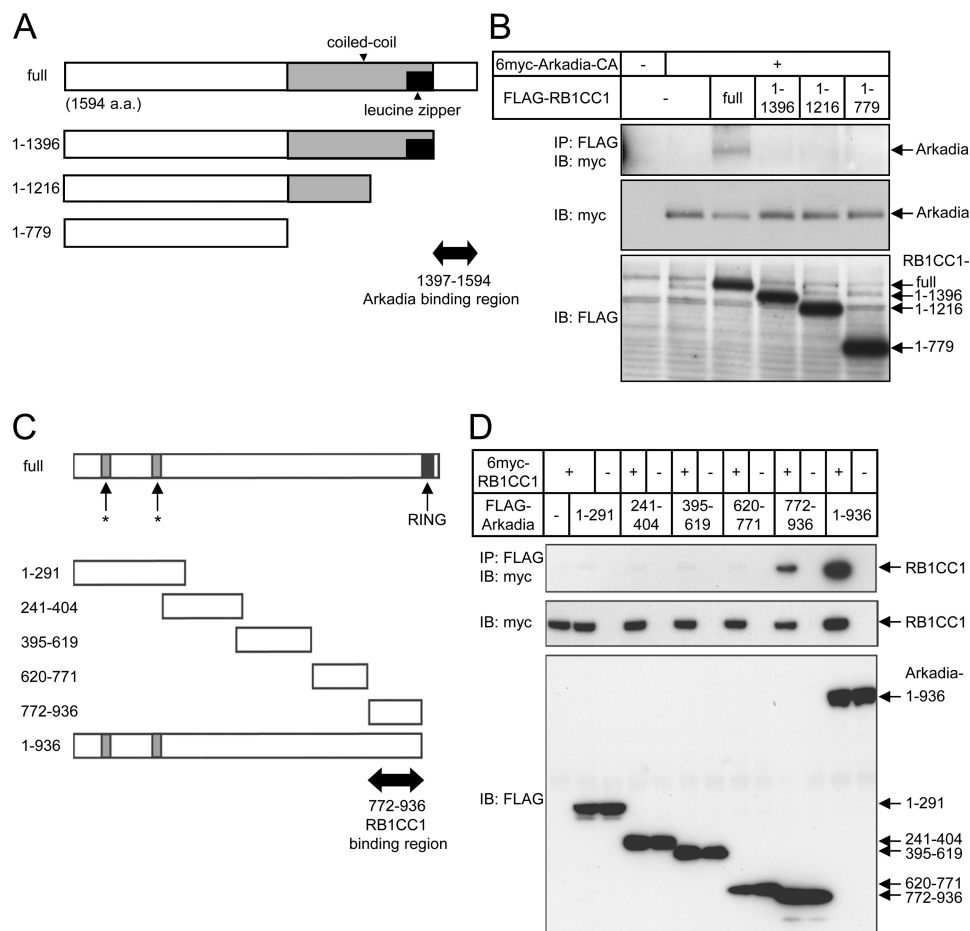 A
coiled-coil
full
(1594 a.a.)
leucine zipper
1-1396
1-1216
1-779
1397-1594
Arkadia binding region
B
6myc-Arkadia-CA - +
FLAG-RB1CC1 - full 1-1396 1-1216 1-779
IP: FLAG
IB: myc
Arkadia
IB: myc
Arkadia
RB1CC1-
full
1-1396
1-1216
IB: FLAG
1-779
C
full
* *
RING
1-291
241-404
395-619
620-771
772-936
1-936
772-936
RB1CC1
binding region
D
6myc-RB1CC1 + - + - + - + - + - + -
FLAG-Arkadia - 1-291 241-404 395-619 620-771 772-936 1-936
IP: FLAG
IB: myc
RB1CC1
IB: myc
RB1CC1
Arkadia-
1-936
IB: FLAG
1-291
241-404
395-619
620-771
772-936